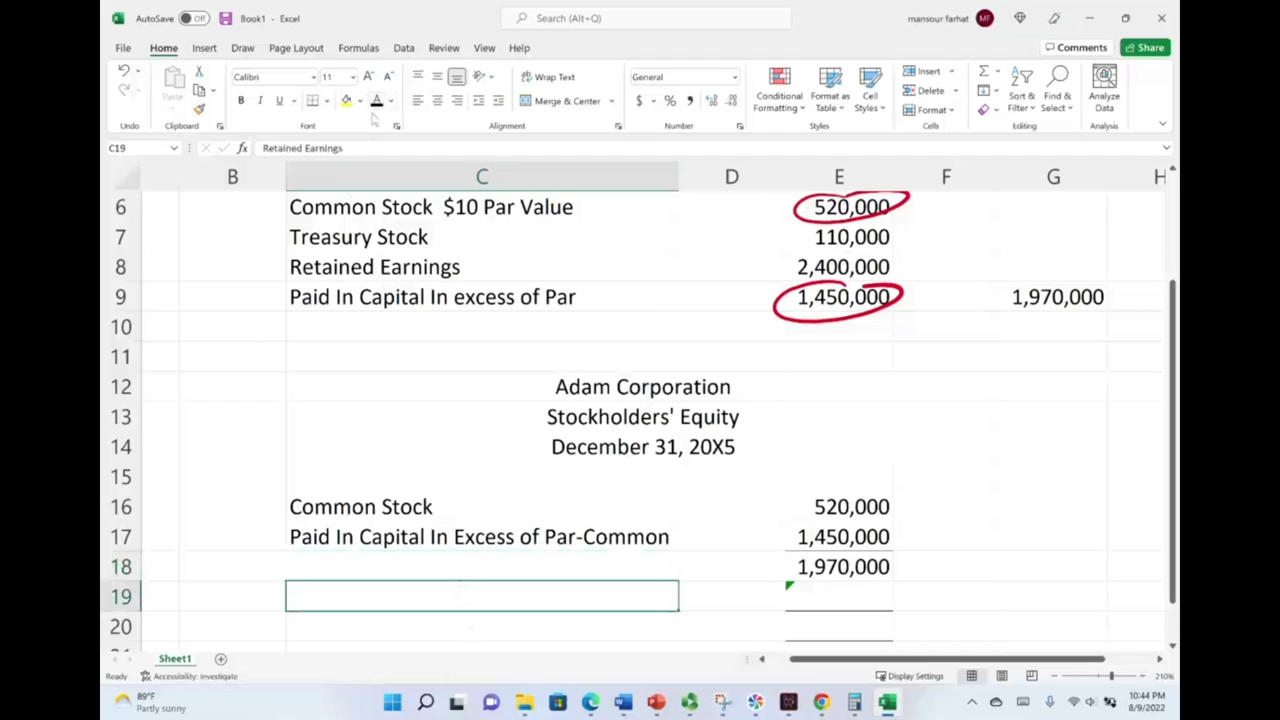 AutoSave Off Book1 - Excel Search (Alt+Q) mansour farhat MF
File Home Insert Draw Page Layout Formulas Data Review View Help Comments Share
Calibri 11 A A Wrap Text General Insert Σ
Paste B I U A Merge & Center $ % 9 Conditional Formatting Format as Table Cell Styles Delete Format Sort & Filter Find & Select Analyze Data
Undo Clipboard Font Alignment Number Styles Cells Editing Analysis
C19 fx Retained Earnings
B C D E F G H
6 Common Stock $10 Par Value 520,000
7 Treasury Stock 110,000
8 Retained Earnings 2,400,000
9 Paid In Capital In excess of Par 1,450,000 1,970,000
10
11
12 Adam Corporation
13 Stockholders' Equity
14 December 31, 20X5
15
16 Common Stock 520,000
17 Paid In Capital In Excess of Par-Common 1,450,000
18 1,970,000
19
20
Sheet1
Ready Accessibility: Investigate Display Settings 210%
89°F
Partly sunny
10:44 PM
8/9/2022